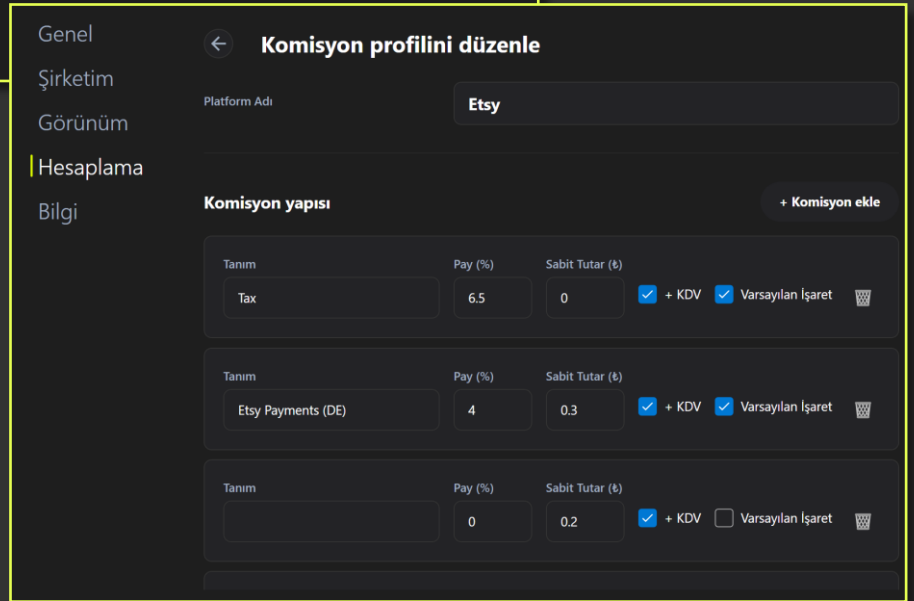 Genel
Şirketim
Görünüm
Hesaplama
Bilgi
Komisyon profilini düzenle
Platform Adı
Etsy
Komisyon yapısı
+ Komisyon ekle
Tanım Pay (%) Sabit Tutar (₺)
Tax 6.5 0 + KDV Varsayılan İşaret
Tanım Pay (%) Sabit Tutar (₺)
Etsy Payments (DE) 4 0.3 + KDV Varsayılan İşaret
Tanım Pay (%) Sabit Tutar (₺)
0 0.2 + KDV Varsayılan İşaret